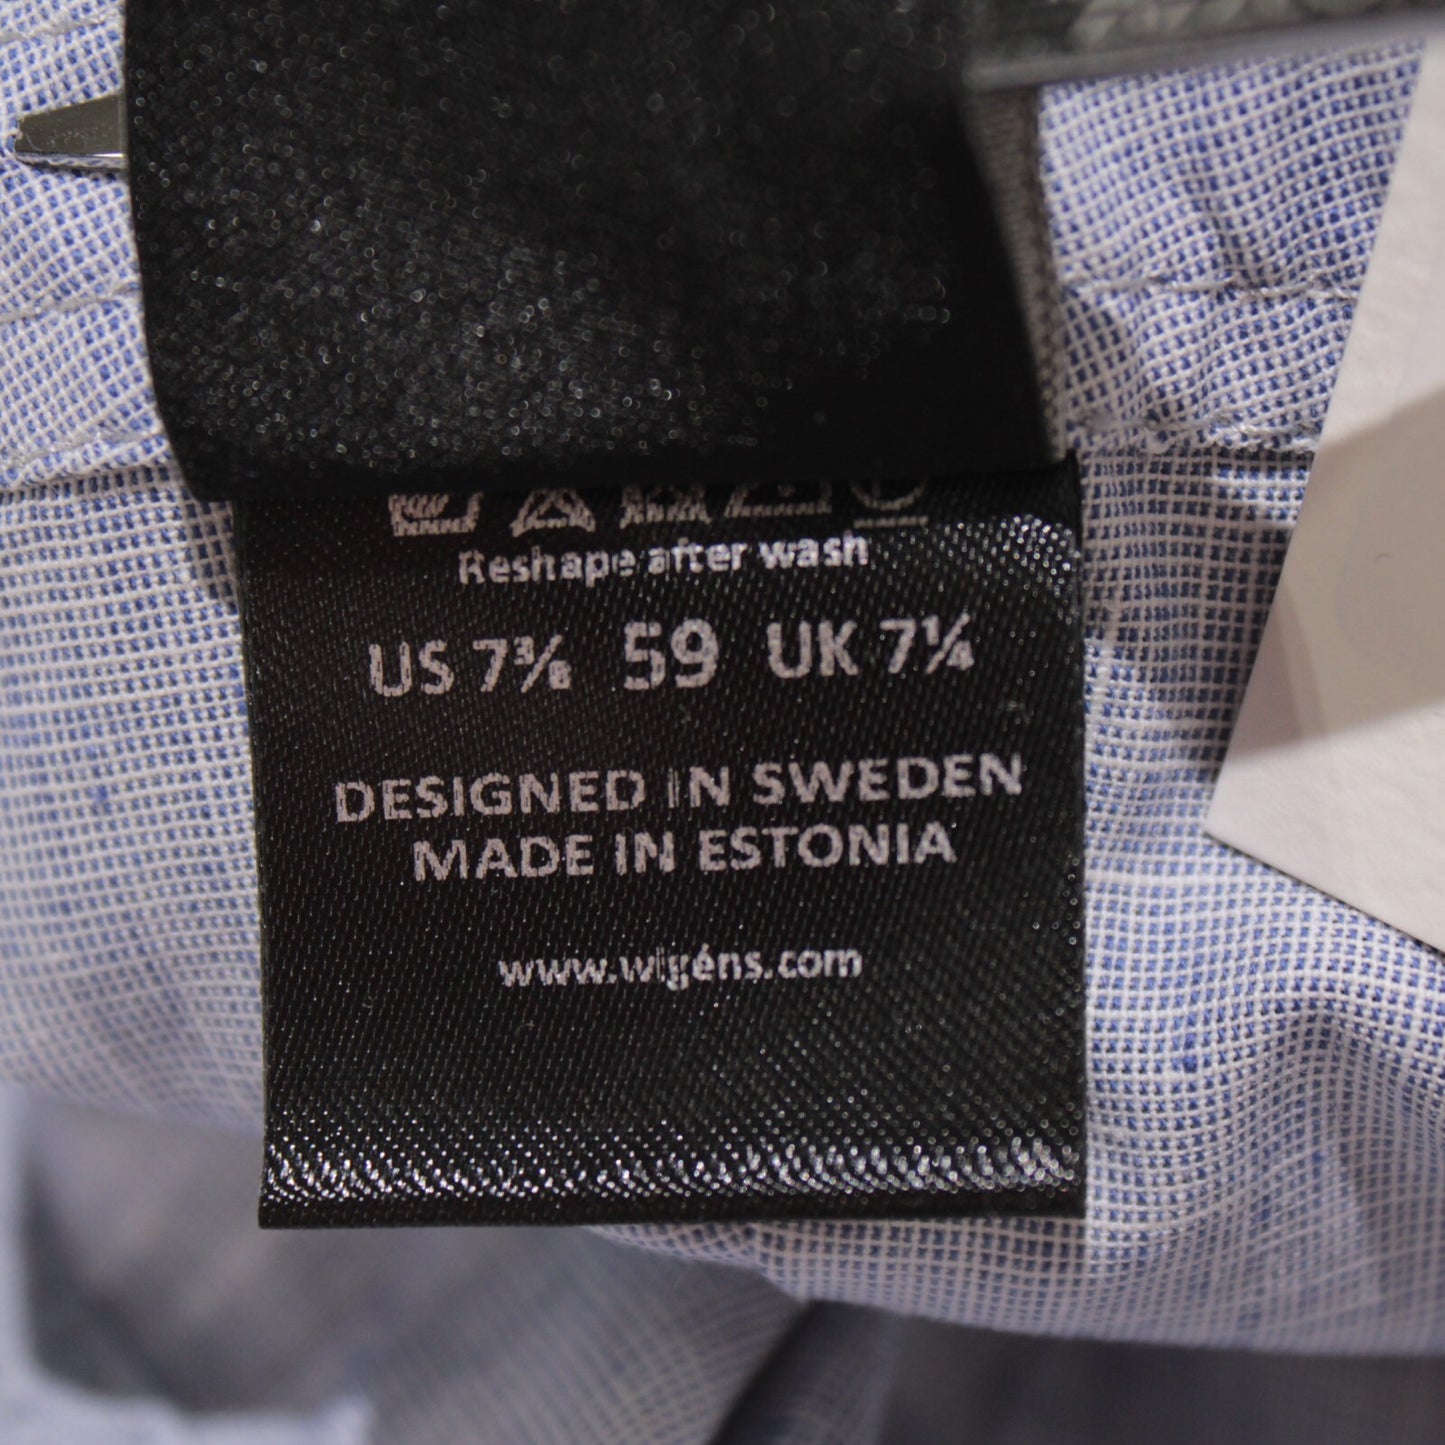 Reshape after wash
US 7⅜ 59 UK 7¼
DESIGNED IN SWEDEN
MADE IN ESTONIA
www.wigéns.com